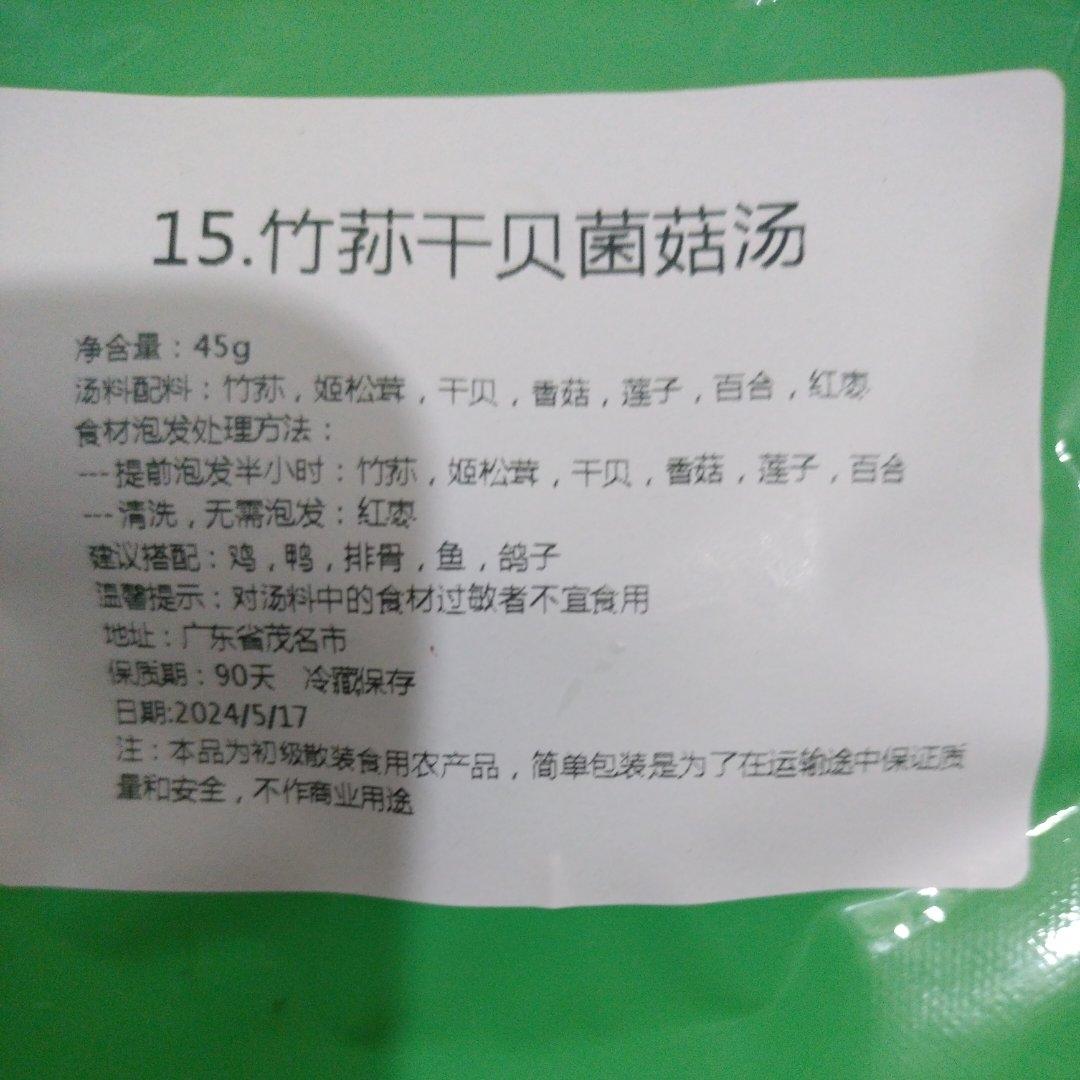 15.竹荪干贝菌菇汤
净含量：45g
汤料配料：竹荪，姬松茸，干贝，香菇，莲子，百合，红枣
食材泡发处理方法：
---提前泡发半小时：竹荪，姬松茸，干贝，香菇，莲子，百合
---清洗，无需泡发：红枣
建议搭配：鸡，鸭，排骨，鱼，鸽子
温馨提示：对汤料中的食材过敏者不宜食用
地址：广东省茂名市
保质期：90天 冷藏保存
日期:2024/5/17
注：本品为初级散装食用农产品，简单包装是为了在运输途中保证质
量和安全，不作商业用途